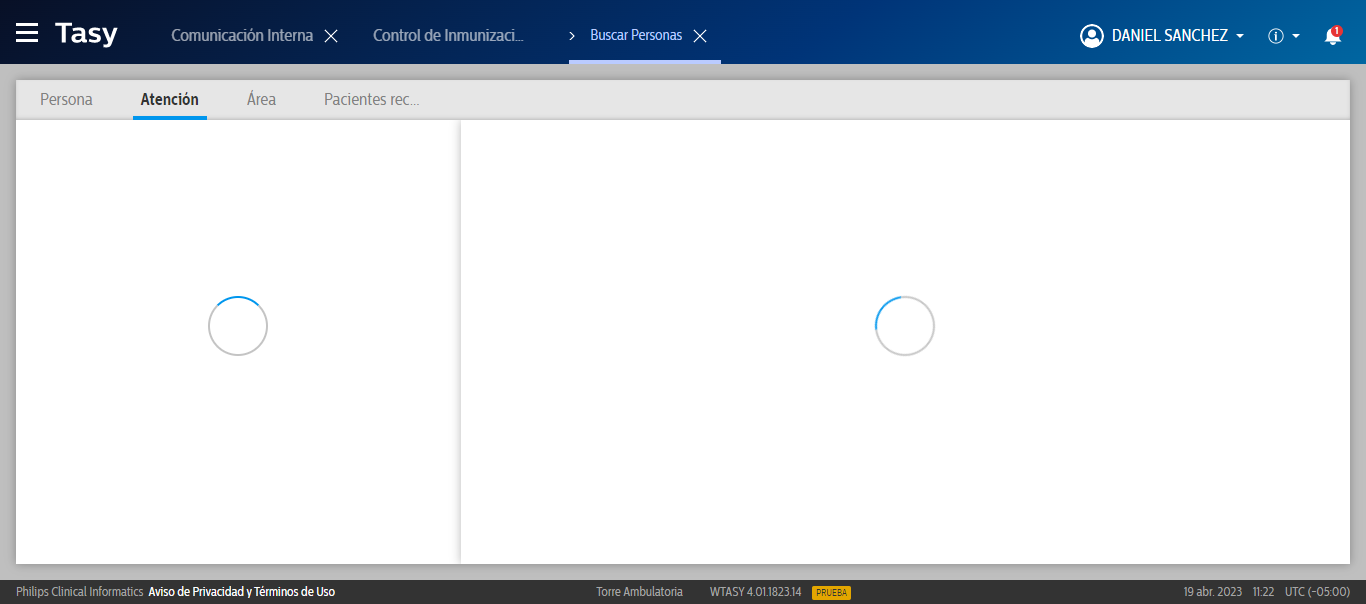 Tasy Comunicación Interna Control de Inmunizaci... Buscar Personas DANIEL SANCHEZ 1
Persona Atención Área Pacientes rec...
Philips Clinical Informatics Aviso de Privacidad y Términos de Uso Torre Ambulatoria WTASY 4.01.1823.14 PRUEBA 19 abr. 2023 11:22 UTC (-05:00)